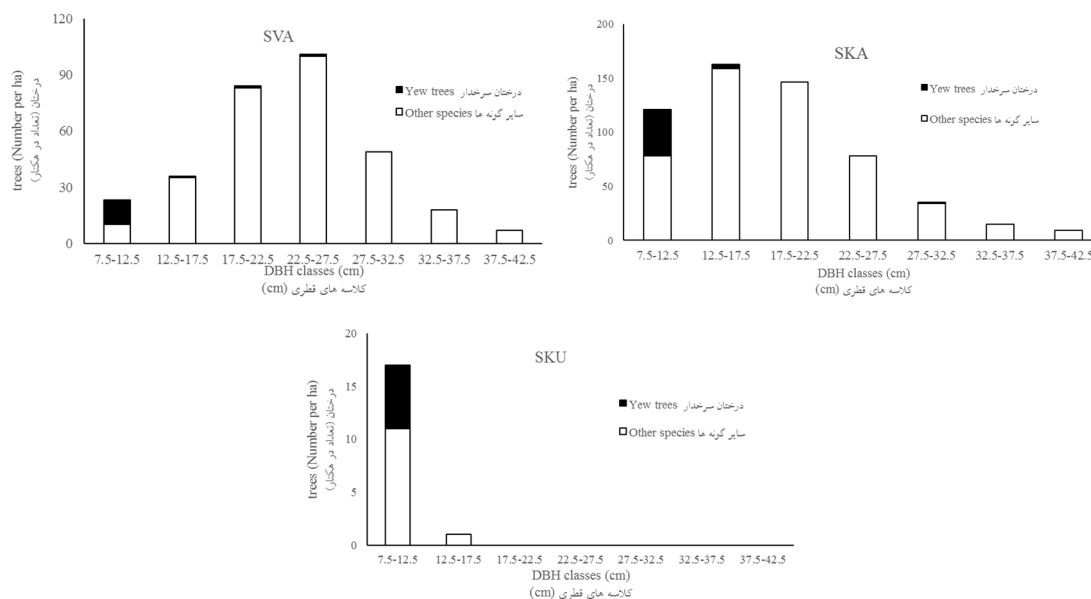 SVA
120
90
60
30
0
trees (Number per ha)
درختان (تعداد در هکتار)
Yew trees درختان سرخدار
Other species سایر گونه ها
7.5-12.5 12.5-17.5 17.5-22.5 22.5-27.5 27.5-32.5 32.5-37.5 37.5-42.5
DBH classes (cm)
کلاسه های قطری (cm)
SKA
200
150
100
50
0
trees (Number per ha)
درختان (تعداد در هکتار)
Yew trees درختان سرخدار
Other species سایر گونه ها
7.5-12.5 12.5-17.5 17.5-22.5 22.5-27.5 27.5-32.5 32.5-37.5 37.5-42.5
DBH classes (cm)
کلاسه های قطری (cm)
SKU
20
15
10
5
0
trees (Number per ha)
درختان (تعداد در هکتار)
Yew trees درختان سرخدار
Other species سایر گونه ها
7.5-12.5 12.5-17.5 17.5-22.5 22.5-27.5 27.5-32.5 32.5-37.5 37.5-42.5
DBH classes (cm)
کلاسه های قطری (cm)